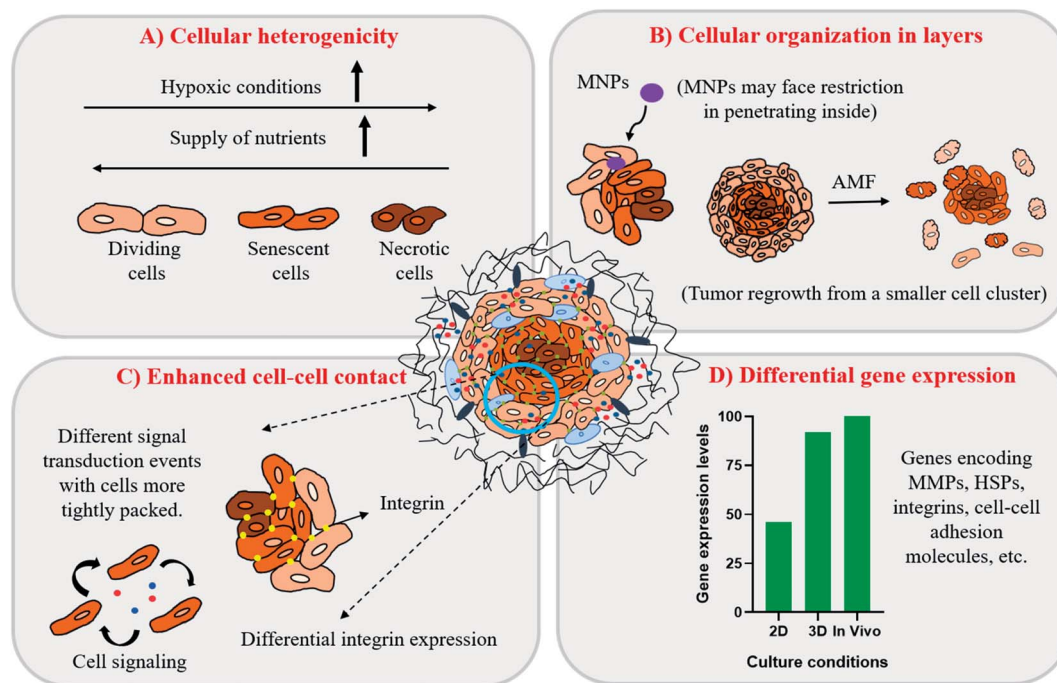 A) Cellular heterogenicity
Hypoxic conditions
Supply of nutrients
Dividing
cells
Senescent
cells
Necrotic
cells
B) Cellular organization in layers
MNPs
(MNPs may face restriction
in penetrating inside)
AMF
(Tumor regrowth from a smaller cell cluster)
C) Enhanced cell-cell contact
Different signal
transduction events
with cells more
tightly packed.
Integrin
Differential integrin expression
Cell signaling
D) Differential gene expression
Gene expression levels
100
75
50
25
0
2D 3D In Vivo
Culture conditions
Genes encoding
MMPs, HSPs,
integrins, cell-cell
adhesion
molecules, etc.